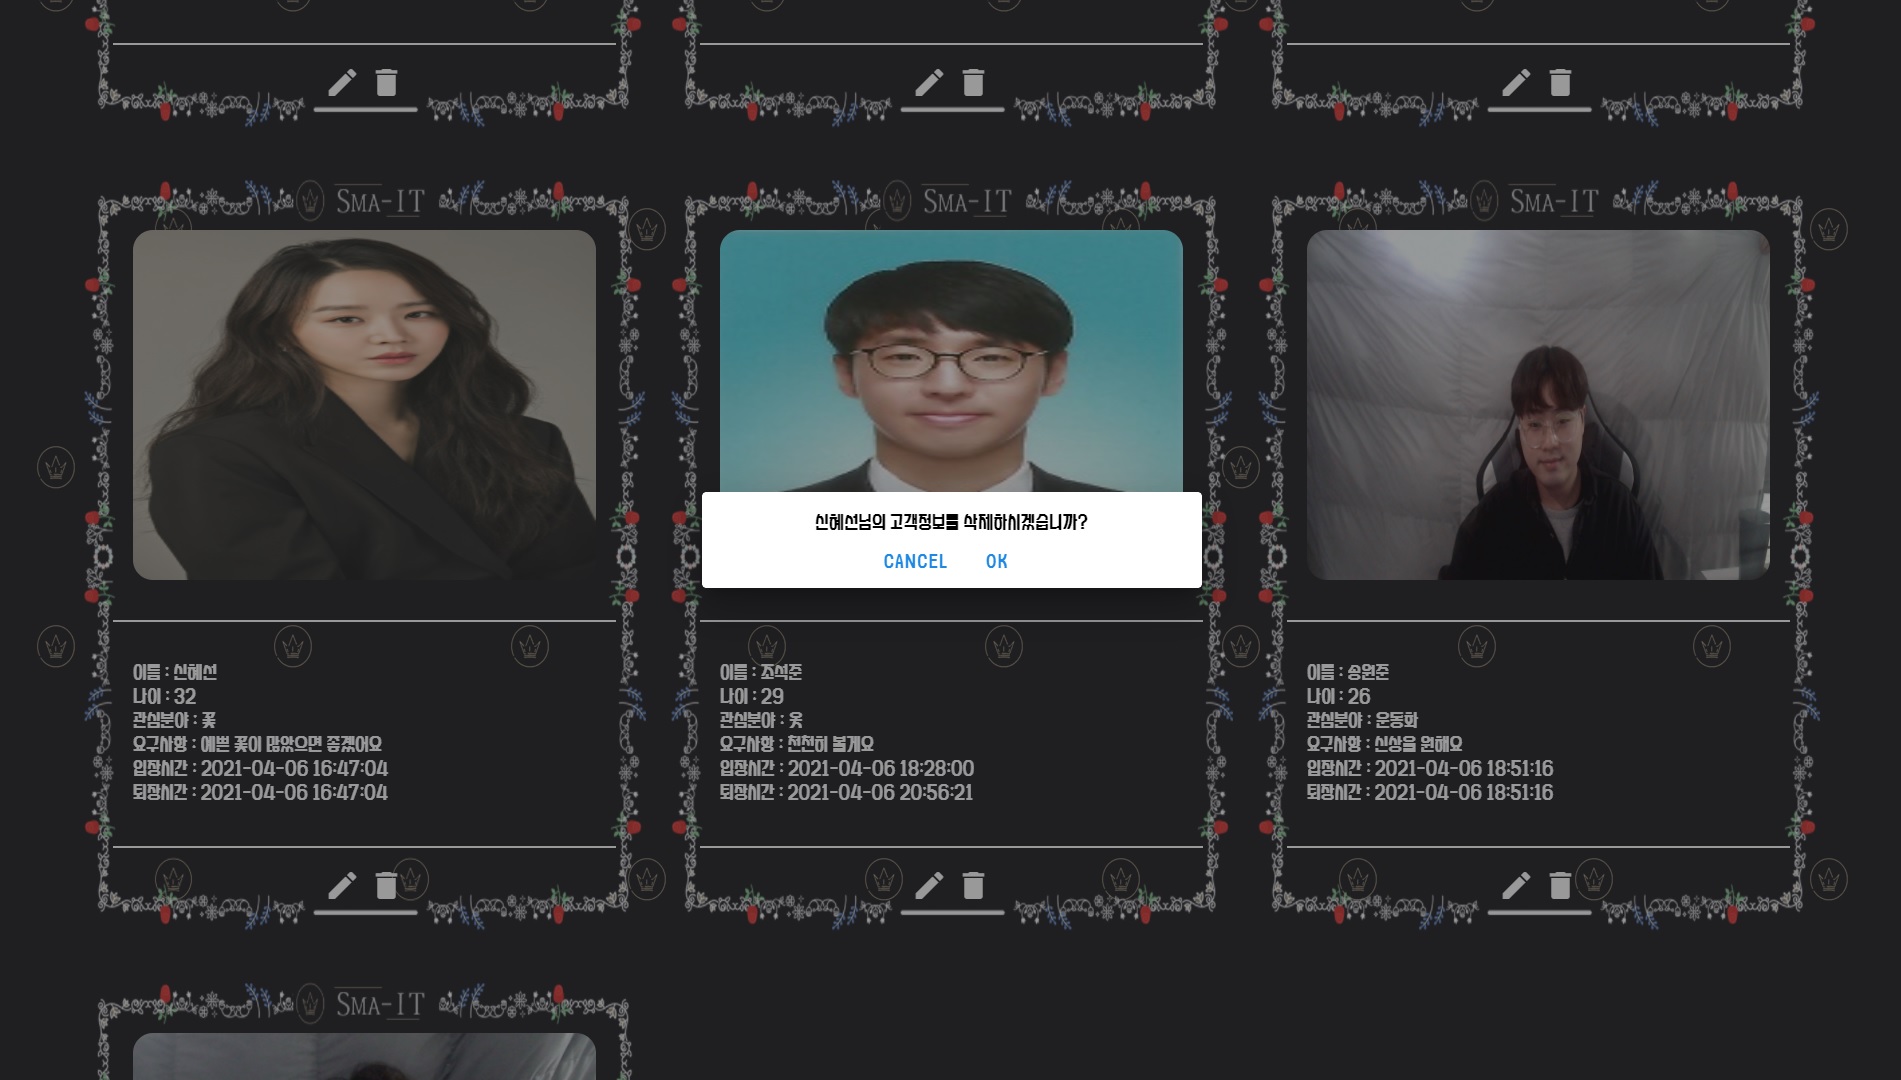 SMA-IT
SMA-IT
SMA-IT
신혜선님의 고객정보를 삭제하시겠습니까?
CANCEL OK
이름 : 신혜선
나이 : 32
관심분야 : 꽃
요구사항 : 예쁜 꽃이 많았으면 좋겠어요
입장시간 : 2021-04-06 16:47:04
퇴장시간 : 2021-04-06 16:47:04
이름 : 조석준
나이 : 29
관심분야 : 옷
요구사항 : 천천히 볼게요
입장시간 : 2021-04-06 18:28:00
퇴장시간 : 2021-04-06 20:56:21
이름 : 송원준
나이 : 26
관심분야 : 운동화
요구사항 : 신상을 원해요
입장시간 : 2021-04-06 18:51:16
퇴장시간 : 2021-04-06 18:51:16
SMA-IT